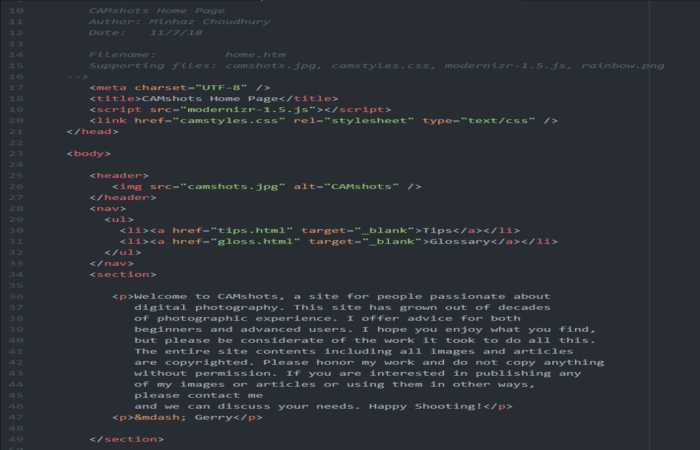 10 CAMshots Home Page
11 Author: Minhaz Choudhury
12 Date: 11/7/18
13
14 Filename: home.htm
15 Supporting files: camshots.jpg, camstyles.css, modernizr-1.5.js, rainbow.png
16 -->
17 <meta charset="UTF-8" />
18 <title>CAMshots Home Page</title>
19 <script src="modernizr-1.5.js"></script>
20 <link href="camstyles.css" rel="stylesheet" type="text/css" />
21 </head>
22
23 <body>
24
25 <header>
26 <img src="camshots.jpg" alt="CAMshots" />
27 </header>
28 <nav>
29 <ul>
30 <li><a href="tips.html" target="_blank">Tips</a></li>
31 <li><a href="gloss.html" target="_blank">Glossary</a></li>
32 </ul>
33 </nav>
34 <section>
35
36 <p>Welcome to CAMshots, a site for people passionate about
37 digital photography. This site has grown out of decades
38 of photographic experience. I offer advice for both
39 beginners and advanced users. I hope you enjoy what you find,
40 but please be considerate of the work it took to do all this.
41 The entire site contents including all images and articles
42 are copyrighted. Please honor my work and do not copy anything
43 without permission. If you are interested in publishing any
44 of my images or articles or using them in other ways,
45 please contact me
46 and we can discuss your needs. Happy Shooting!</p>
47 <p>&mdash; Gerry</p>
48
49 </section>